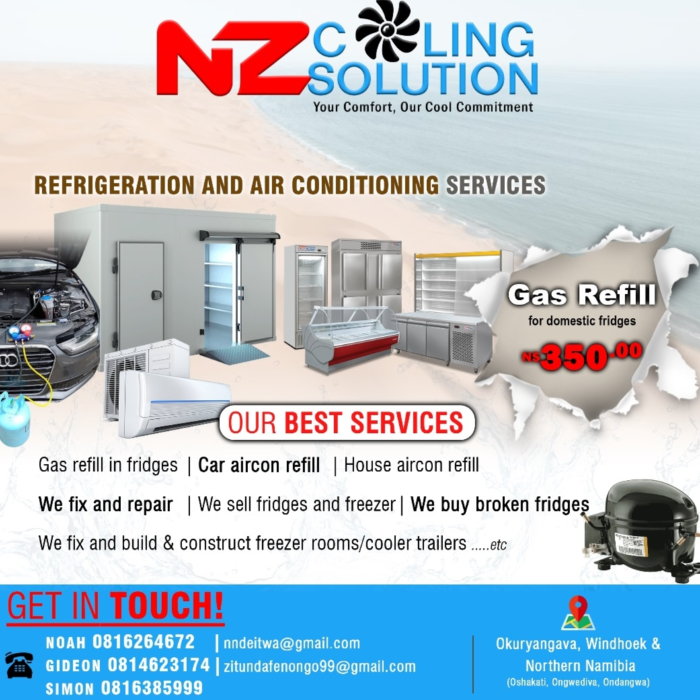 NZ COOLING
SOLUTION
Your Comfort, Our Cool Commitment
REFRIGERATION AND AIR CONDITIONING SERVICES
Gas Refill
for domestic fridges
N$350.00
OUR BEST SERVICES
Gas refill in fridges | Car aircon refill | House aircon refill
We fix and repair | We sell fridges and freezer | We buy broken fridges
We fix and build & construct freezer rooms/cooler trailers .....etc
GET IN TOUCH!
NOAH 0816264672 | nndeitwa@gmail.com
GIDEON 0814623174 | zitundafenongo99@gmail.com
SIMON 0816385999
Okuryangava, Windhoek &
Northern Namibia
(Oshakati, Ongwediva, Ondangwa)